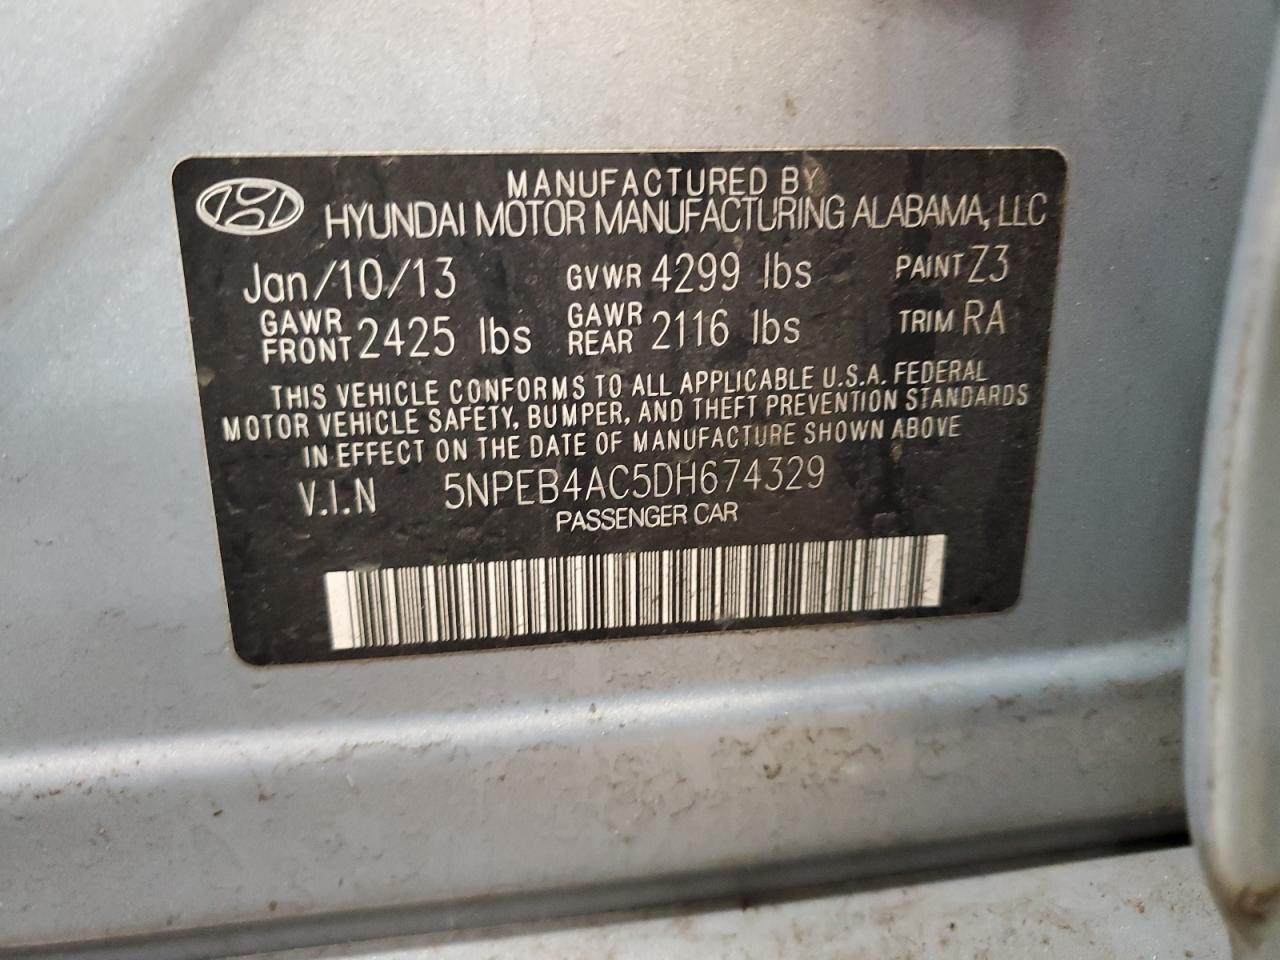 MANUFACTURED BY
HYUNDAI MOTOR MANUFACTURING ALABAMA, LLC
Jan/10/13 GVWR 4299 lbs PAINT Z3
GAWR FRONT 2425 lbs GAWR REAR 2116 lbs TRIM RA
THIS VEHICLE CONFORMS TO ALL APPLICABLE U.S.A. FEDERAL
MOTOR VEHICLE SAFETY, BUMPER, AND THEFT PREVENTION STANDARDS
IN EFFECT ON THE DATE OF MANUFACTURE SHOWN ABOVE
V.I.N 5NPEB4AC5DH674329
PASSENGER CAR